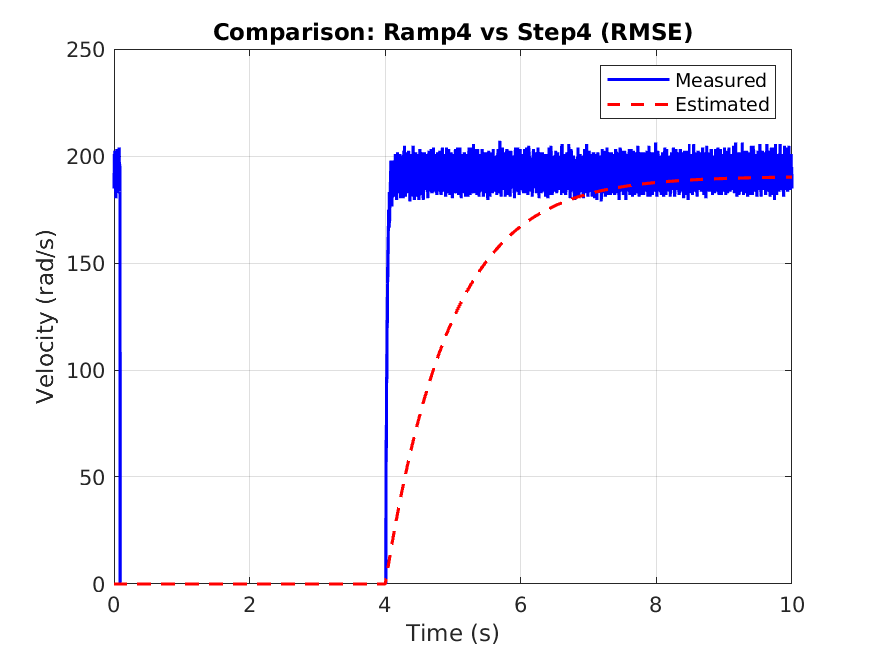 Comparison: Ramp4 vs Step4 (RMSE)
250
200
150
100
50
0
Velocity (rad/s)
Measured
Estimated
0 2 4 6 8 10
Time (s)